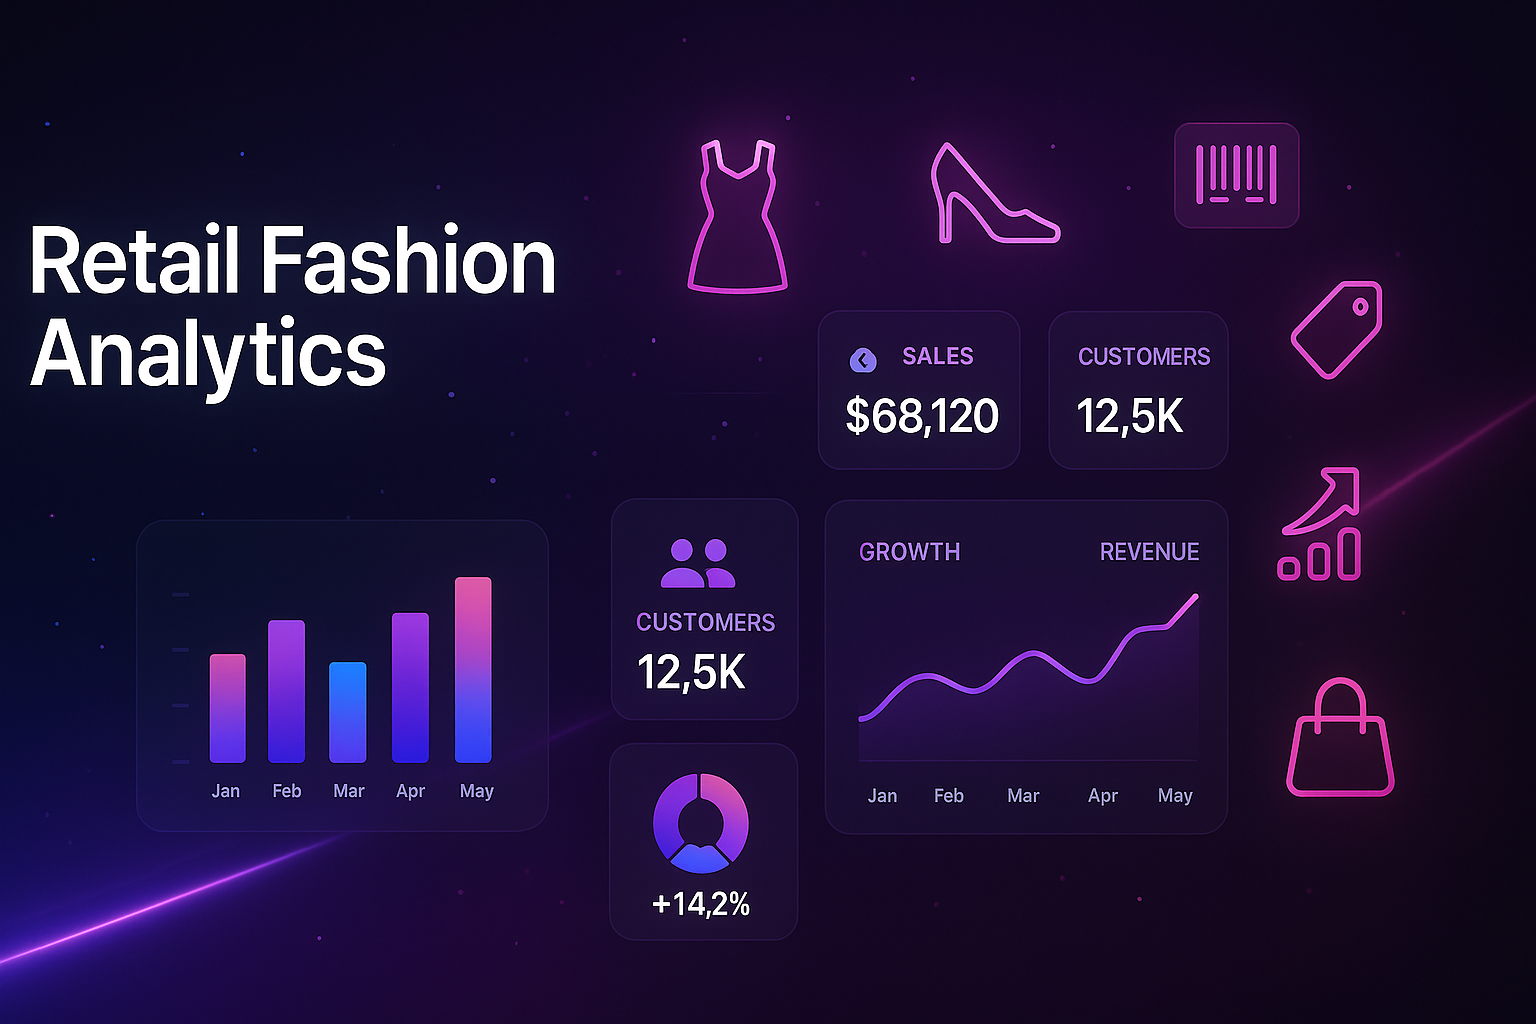 Retail Fashion
Analytics
SALES
$68,120
CUSTOMERS
12,5K
CUSTOMERS
12,5K
GROWTH
REVENUE
Jan Feb Mar Apr May
Jan Feb Mar Apr May
+14,2%